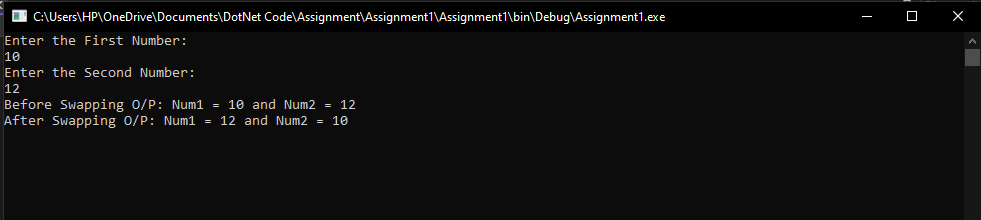 C:\Users\HP\OneDrive\Documents\DotNet Code\Assignment\Assignment1\Assignment1\bin\Debug\Assignment1.exe
Enter the First Number:
10
Enter the Second Number:
12
Before Swapping O/P: Num1 = 10 and Num2 = 12
After Swapping O/P: Num1 = 12 and Num2 = 10